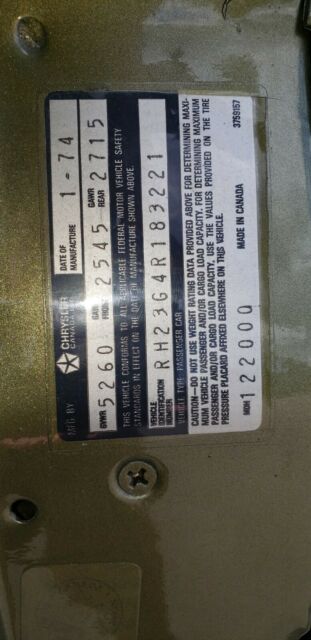 MFG. BY CHRYSLER CANADA LTD. DATE OF MANUFACTURE 1-74
GVWR 5260 GAWR FRONT 2545 GAWR REAR 2715
THIS VEHICLE CONFORMS TO ALL APPLICABLE FEDERAL MOTOR VEHICLE SAFETY
STANDARDS IN EFFECT ON THE DATE OF MANUFACTURE SHOWN ABOVE.
VEHICLE IDENTIFICATION NUMBER RH23G4R183221
VEHICLE TYPE: PASSENGER CAR
CAUTION—DO NOT USE WEIGHT RATING DATA PROVIDED ABOVE FOR DETERMINING MAXI-
MUM VEHICLE PASSENGER AND/OR CARGO LOAD CAPACITY. FOR DETERMINING MAXIMUM
PASSENGER AND/OR CARGO LOAD CAPACITY, USE THE VALUES PROVIDED ON THE TIRE
PRESSURE PLACARD AFFIXED ELSEWHERE ON THIS VEHICLE.
MDH 122000 MADE IN CANADA 3759167